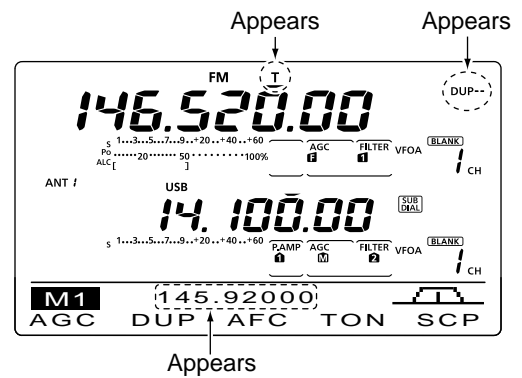 Appears Appears
FM T
DUP--
146.520.00
S 1•••3•••5•••7•••9••+20••+40••+60
Po ••••••20••••••••50•••••••••100%
ALC[ ]
AGC FILTER VFOA BLANK
F 1 1 CH
ANT 1
USB
14.100.00 SUB DIAL
S 1•••3•••5•••7•••9••+20••+40••+60
P.AMP AGC FILTER VFOA BLANK
1 M 2 1 CH
M1 145.92000
AGC DUP AFC TON SCP
Appears